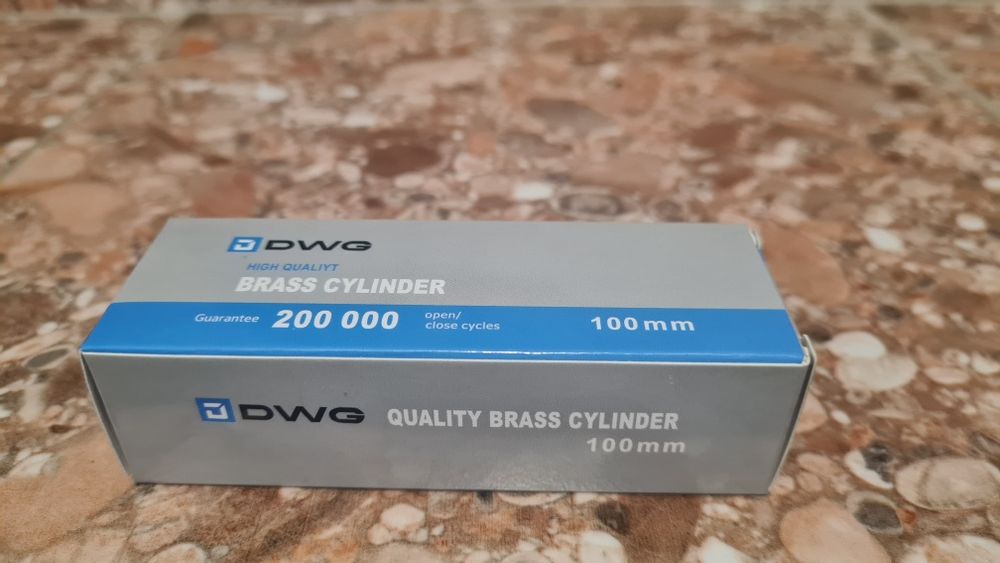 DWG
HIGH QUALIYT
BRASS CYLINDER
Guarantee 200 000 open/
close cycles
100mm
DWG QUALITY BRASS CYLINDER
100mm